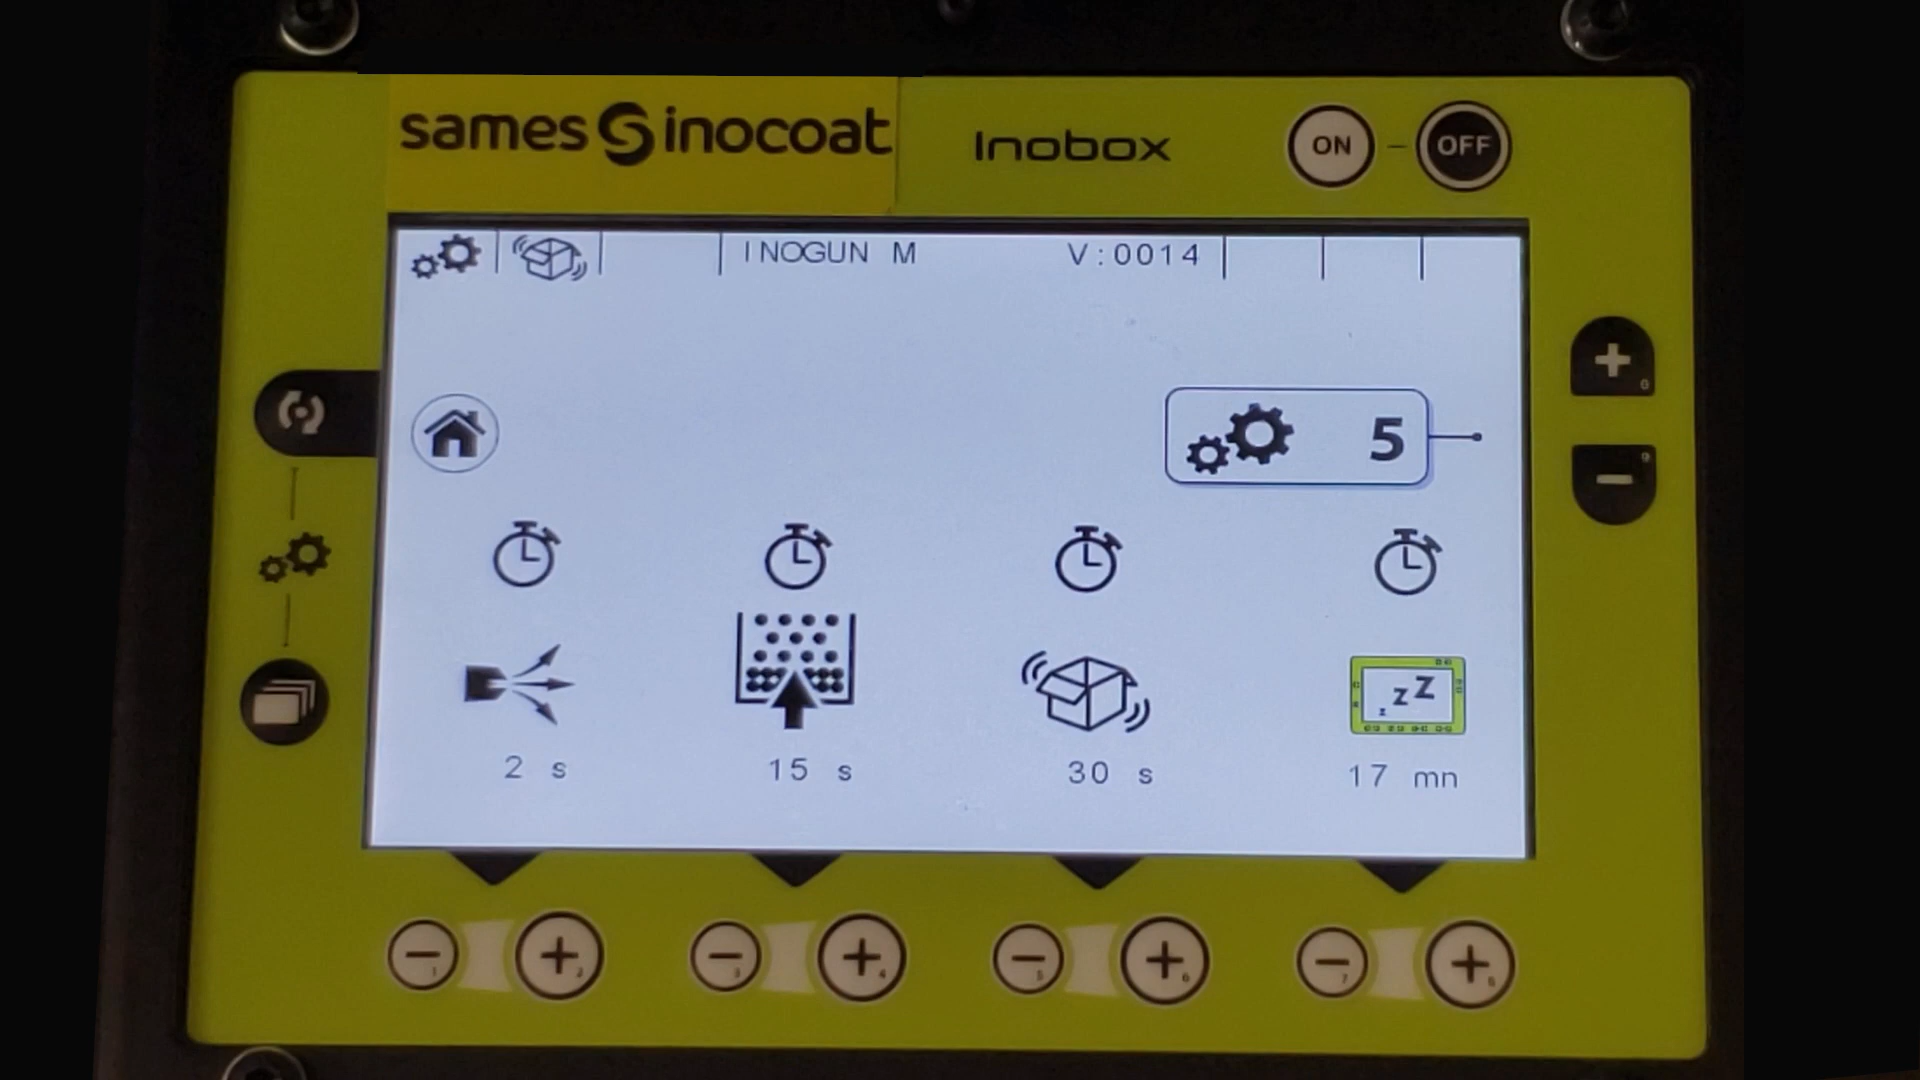 sames inocoat
Inobox
ON - OFF
INOGUN M V:0014
5
z z Z
2 s 15 s 30 s 17 mn